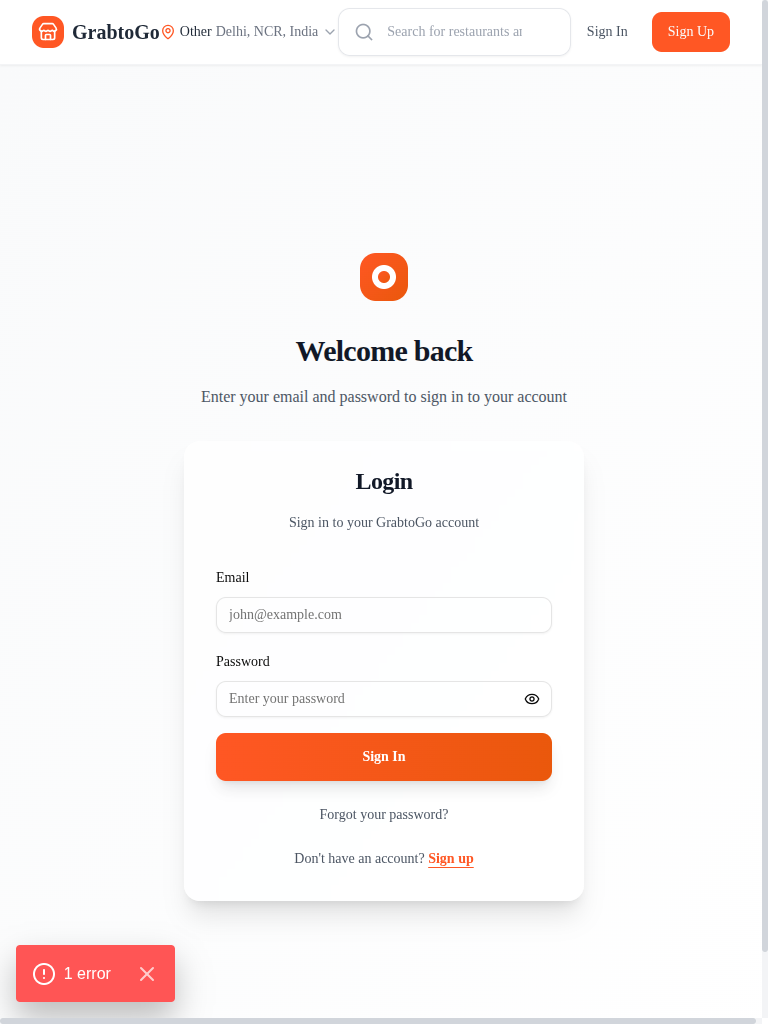 GrabtoGo
Other Delhi, NCR, India
Search for restaurants ar
Sign In
Sign Up
Welcome back
Enter your email and password to sign in to your account
Login
Sign in to your GrabtoGo account
Email
john@example.com
Password
Enter your password
Sign In
Forgot your password?
Don't have an account? Sign up
1 error